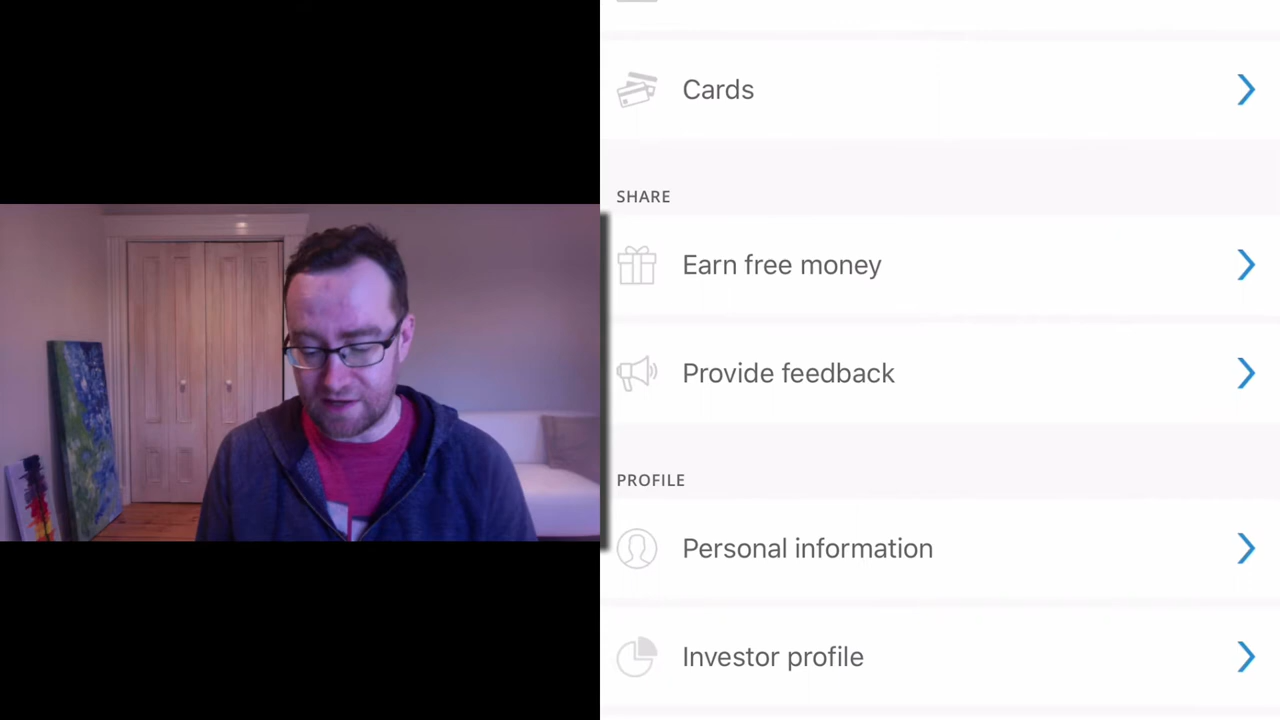 Cards
SHARE
Earn free money
Provide feedback
PROFILE
Personal information
Investor profile